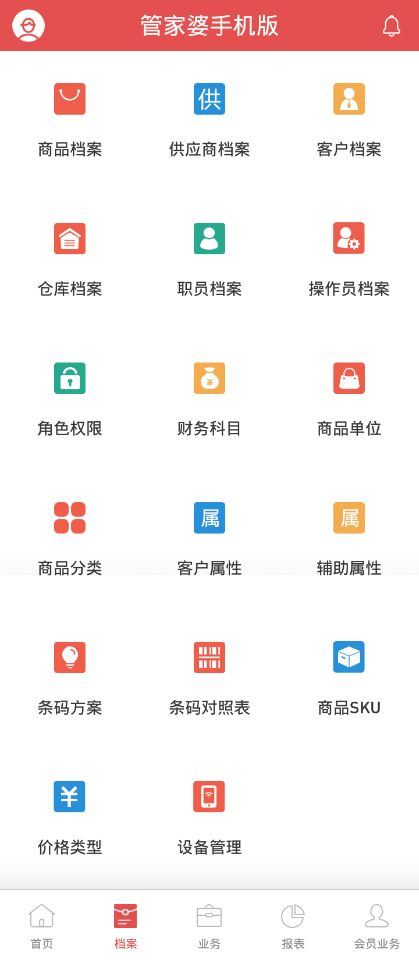 管家婆手机版
商品档案 供应商档案 客户档案
供
仓库档案 职员档案 操作员档案
角色权限 财务科目 商品单位
¥
属 属
商品分类 客户属性 辅助属性
条码方案 条码对照表 商品SKU
¥
价格类型 设备管理
首页 档案 业务 报表 会员业务